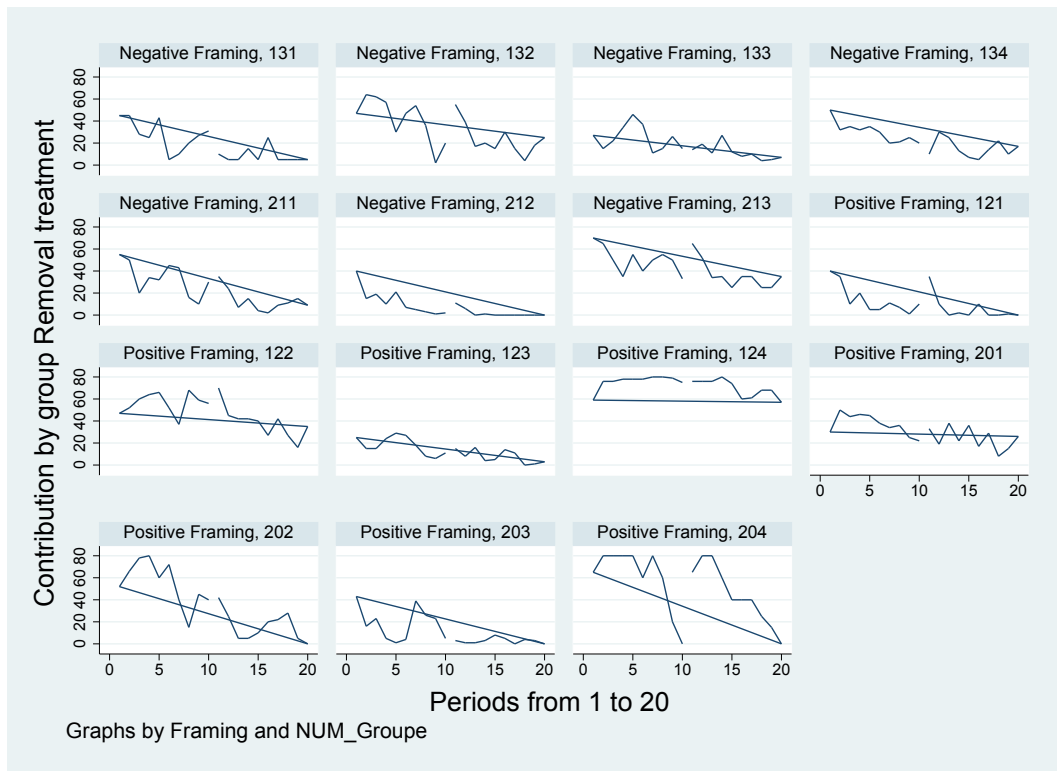 Contribution by group Removal treatment
Negative Framing, 131
Negative Framing, 132
Negative Framing, 133
Negative Framing, 134
0 20 40 60 80
Negative Framing, 211
Negative Framing, 212
Negative Framing, 213
Positive Framing, 121
0 20 40 60 80
Positive Framing, 122
Positive Framing, 123
Positive Framing, 124
Positive Framing, 201
0 20 40 60 80
0 5 10 15 20
Positive Framing, 202
Positive Framing, 203
Positive Framing, 204
0 20 40 60 80
0 5 10 15 20
0 5 10 15 20
0 5 10 15 20
Periods from 1 to 20
Graphs by Framing and NUM_Groupe